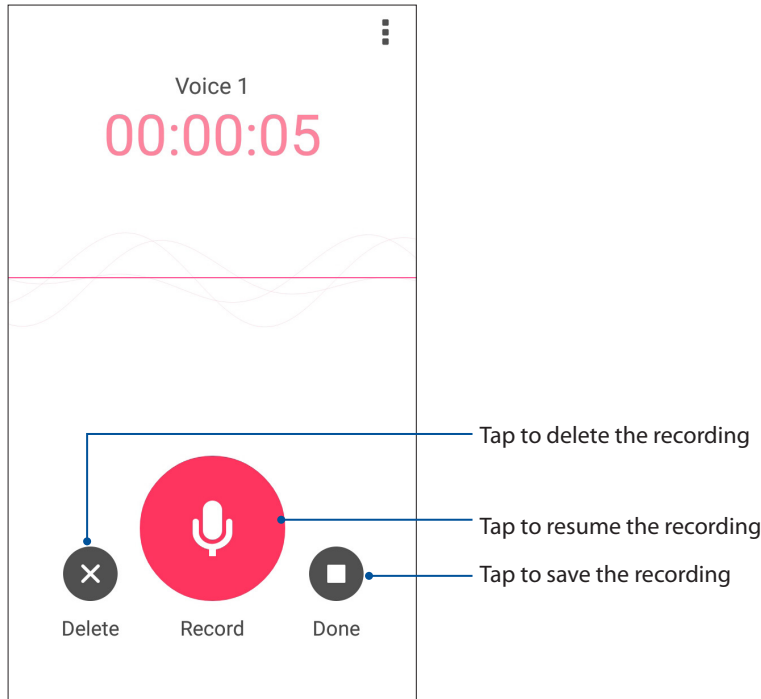 Voice 1
00:00:05
Tap to delete the recording
Tap to resume the recording
Tap to save the recording
Delete
Record
Done